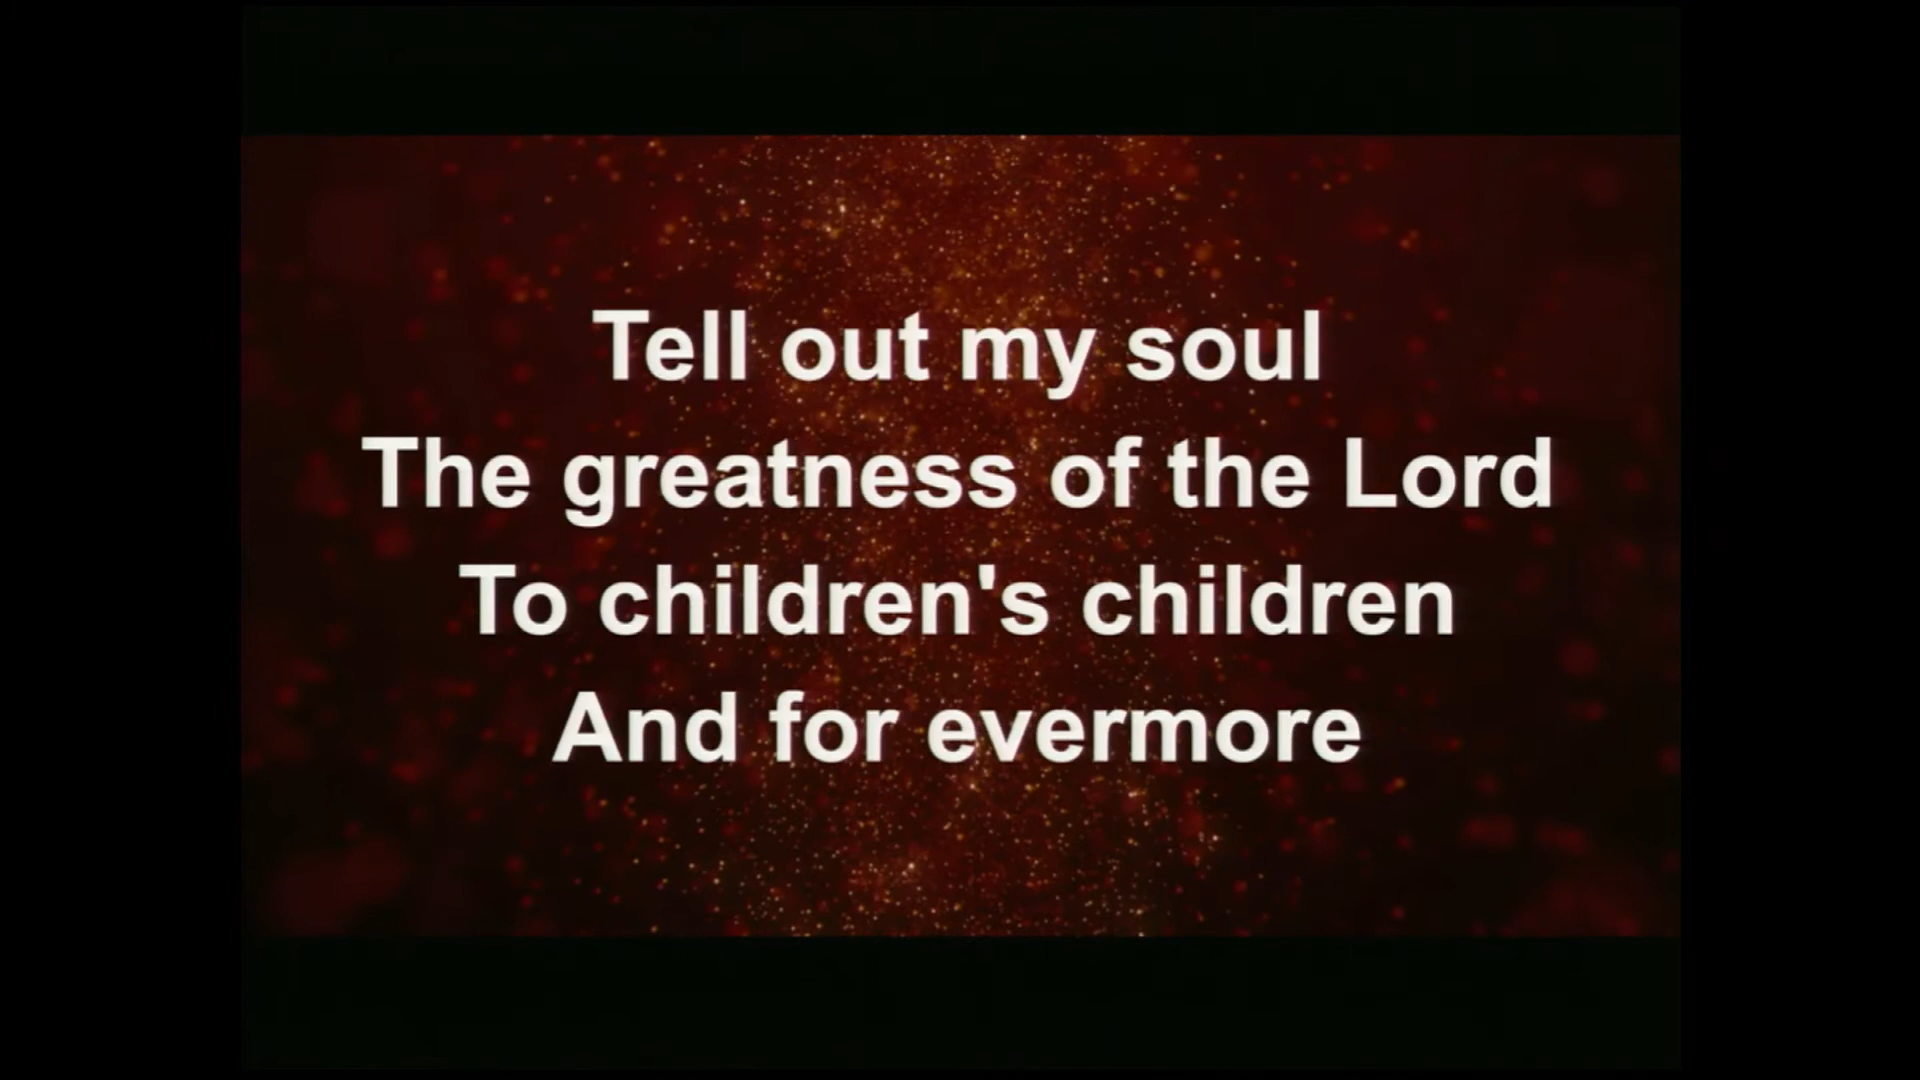 Tell out my soul
The greatness of the Lord
To children's children
And for evermore